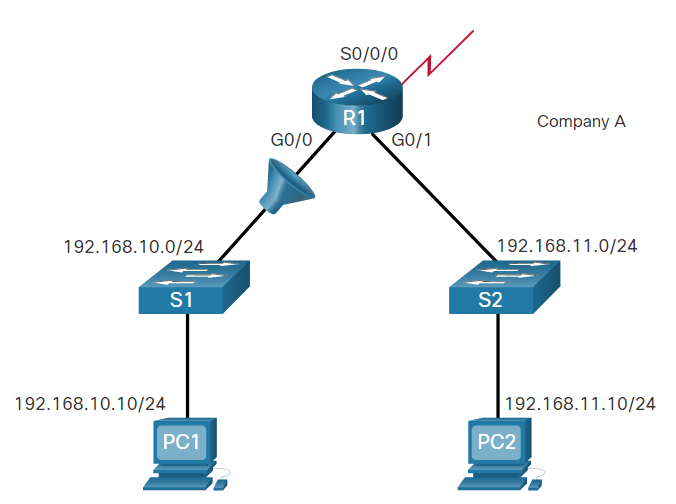 S0/0/0
R1
Company A
G0/0
G0/1
192.168.10.0/24
192.168.11.0/24
S1
S2
192.168.10.10/24
192.168.11.10/24
PC1
PC2